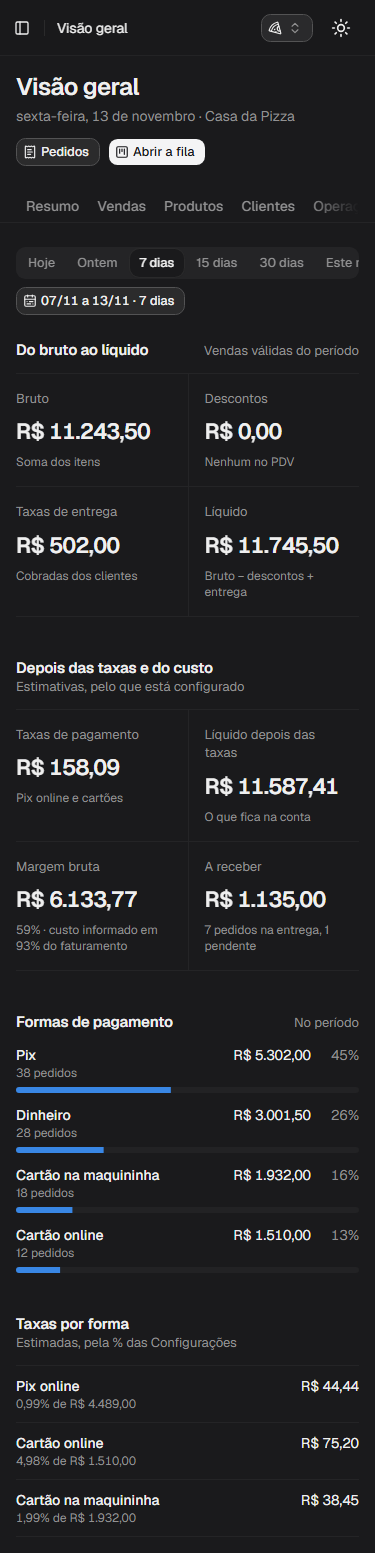 Visão geral
Visão geral
sexta-feira, 13 de novembro · Casa da Pizza
Pedidos
Abrir a fila
Resumo Vendas Produtos Clientes Opera
Hoje Ontem 7 dias 15 dias 30 dias Este
07/11 a 13/11 · 7 dias
Do bruto ao líquido Vendas válidas do período
Bruto
R$ 11.243,50
Soma dos itens
Descontos
R$ 0,00
Nenhum no PDV
Taxas de entrega
R$ 502,00
Cobradas dos clientes
Líquido
R$ 11.745,50
Bruto − descontos +
entrega
Depois das taxas e do custo
Estimativas, pelo que está configurado
Taxas de pagamento
R$ 158,09
Pix online e cartões
Líquido depois das
taxas
R$ 11.587,41
O que fica na conta
Margem bruta
R$ 6.133,77
59% · custo informado em
93% do faturamento
A receber
R$ 1.135,00
7 pedidos na entrega, 1
pendente
Formas de pagamento No período
Pix R$ 5.302,00 45%
38 pedidos
Dinheiro R$ 3.001,50 26%
28 pedidos
Cartão na maquininha R$ 1.932,00 16%
18 pedidos
Cartão online R$ 1.510,00 13%
12 pedidos
Taxas por forma
Estimadas, pela % das Configurações
Pix online R$ 44,44
0,99% de R$ 4.489,00
Cartão online R$ 75,20
4,98% de R$ 1.510,00
Cartão na maquininha R$ 38,45
1,99% de R$ 1.932,00